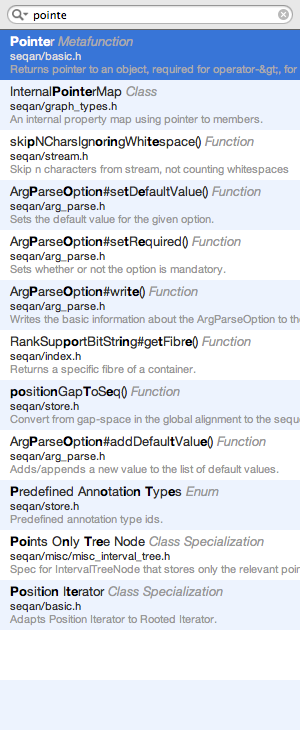 pointe
Pointer Metafunction
seqan/basic.h
Returns pointer to an object, required for operator-&gt;, for
InternalPointerMap Class
seqan/graph_types.h
An internal property map using pointer to members.
skipNCharsIgnoringWhitespace() Function
seqan/stream.h
Skip n characters from stream, not counting whitespaces
ArgParseOption#setDefaultValue() Function
seqan/arg_parse.h
Sets the default value for the given option.
ArgParseOption#setRequired() Function
seqan/arg_parse.h
Sets whether or not the option is mandatory.
ArgParseOption#write() Function
seqan/arg_parse.h
Writes the basic information about the ArgParseOption to the
RankSupportBitString#getFibre() Function
seqan/index.h
Returns a specific fibre of a container.
positionGapToSeq() Function
seqan/store.h
Convert from gap-space in the global alignment to the seque
ArgParseOption#addDefaultValue() Function
seqan/arg_parse.h
Adds/appends a new value to the list of default values.
Predefined Annotation Types Enum
seqan/store.h
Predefined annotation type ids.
Points Only Tree Node Class Specialization
seqan/misc/misc_interval_tree.h
Spec for IntervalTreeNode that stores only the relevant poin
Position Iterator Class Specialization
seqan/basic.h
Adapts Position Iterator to Rooted Iterator.